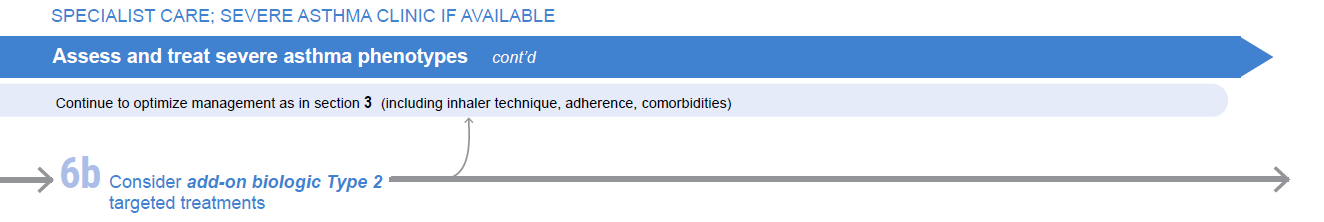 SPECIALIST CARE; SEVERE ASTHMA CLINIC IF AVAILABLE
Assess and treat severe asthma phenotypes cont’d
Continue to optimize management as in section 3 (including inhaler technique, adherence, comorbidities)
6b Consider add-on biologic Type 2
targeted treatments